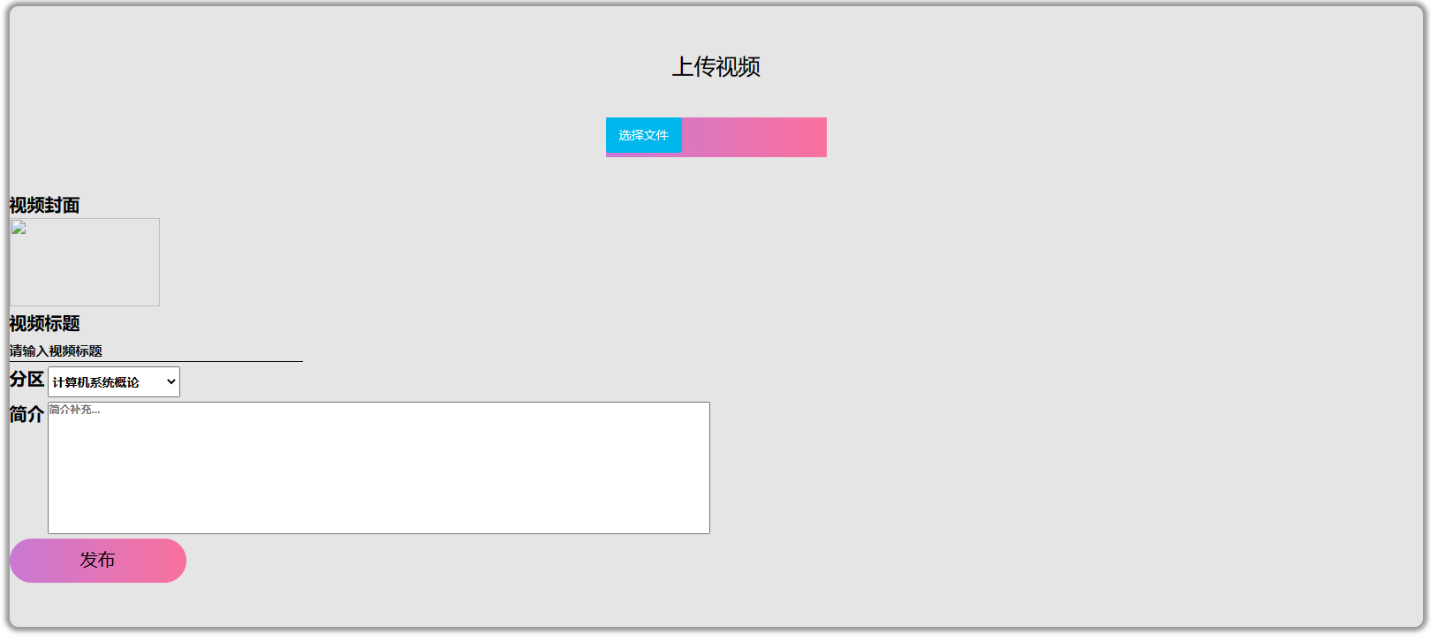 上传视频
选择文件
视频封面
视频标题
请输入视频标题
分区 计算机系统概论
简介 简介补充...
发布